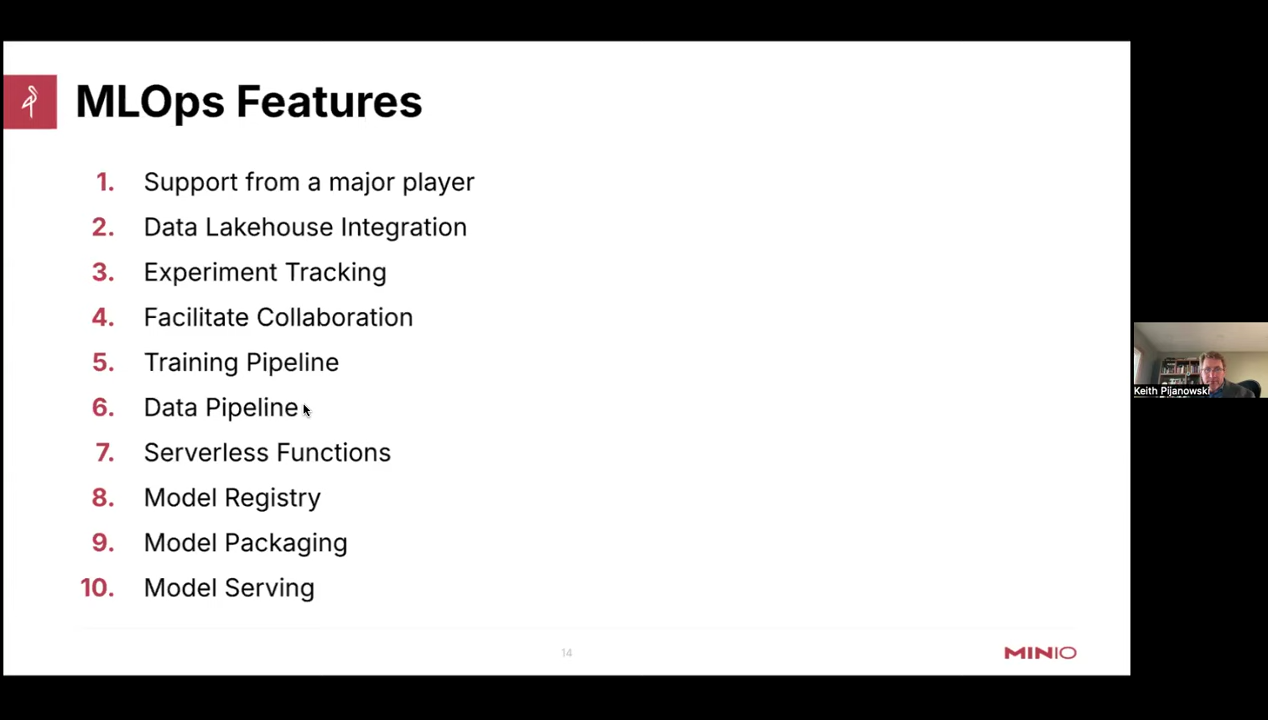 MLOps Features
1. Support from a major player
2. Data Lakehouse Integration
3. Experiment Tracking
4. Facilitate Collaboration
5. Training Pipeline
6. Data Pipeline
7. Serverless Functions
8. Model Registry
9. Model Packaging
10. Model Serving
14
MINIO
Keith Pijanowski